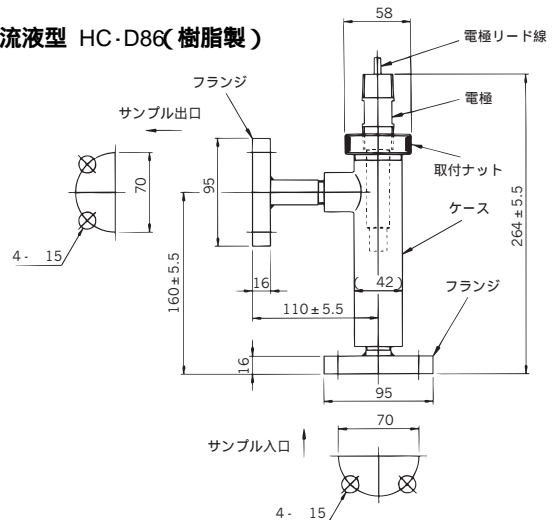 流液型 HC·D86(樹脂製)
58
電極リード線
フランジ
電極
サンプル出口
取付ナット
70
95
ケース
264±5.5
4- 15
160±5.5
16
(42)
フランジ
110±5.5
16
95
サンプル入口
70
4- 15